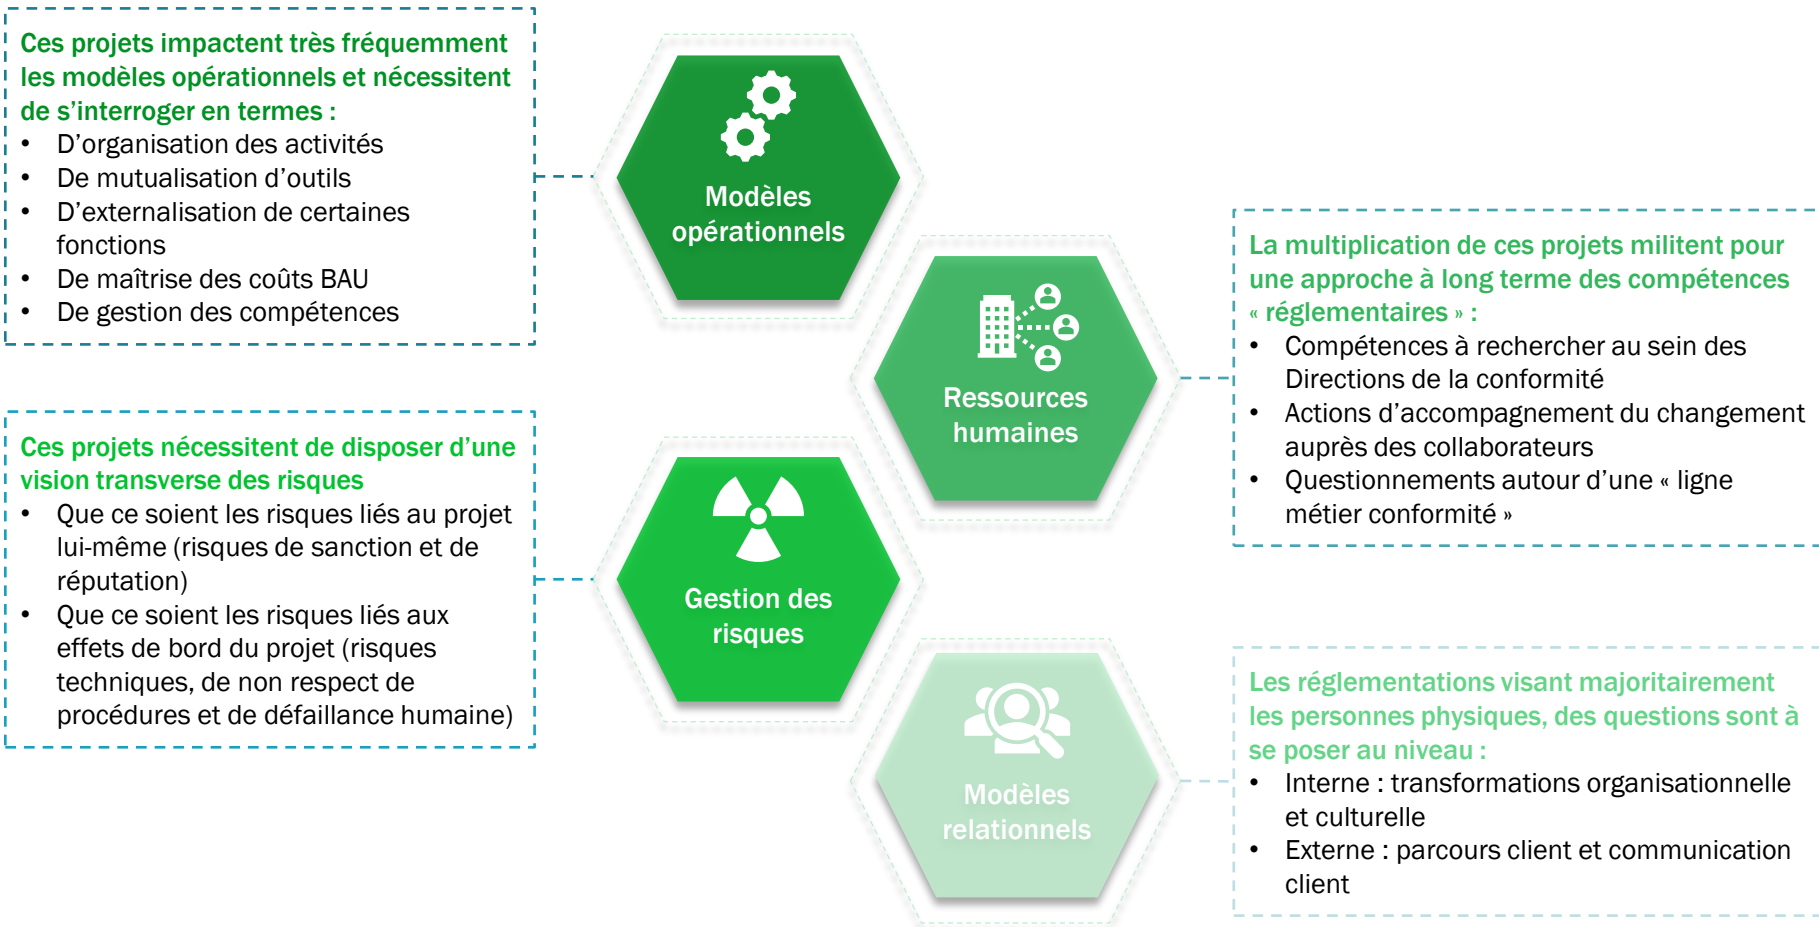 Ces projets impactent très fréquemment
les modèles opérationnels et nécessitent
de s’interroger en termes :
• D’organisation des activités
• De mutualisation d’outils
• D’externalisation de certaines
fonctions
• De maîtrise des coûts BAU
• De gestion des compétences
Modèles
opérationnels
La multiplication de ces projets militent pour
une approche à long terme des compétences
« réglementaires » :
• Compétences à rechercher au sein des
Directions de la conformité
• Actions d’accompagnement du changement
auprès des collaborateurs
• Questionnements autour d’une « ligne
métier conformité »
Ressources
humaines
Ces projets nécessitent de disposer d’une
vision transverse des risques
• Que ce soient les risques liés au projet
lui-même (risques de sanction et de
réputation)
• Que ce soient les risques liés aux
effets de bord du projet (risques
techniques, de non respect de
procédures et de défaillance humaine)
Gestion des
risques
Les réglementations visant majoritairement
les personnes physiques, des questions sont à
se poser au niveau :
• Interne : transformations organisationnelle
et culturelle
• Externe : parcours client et communication
client
Modèles
relationnels